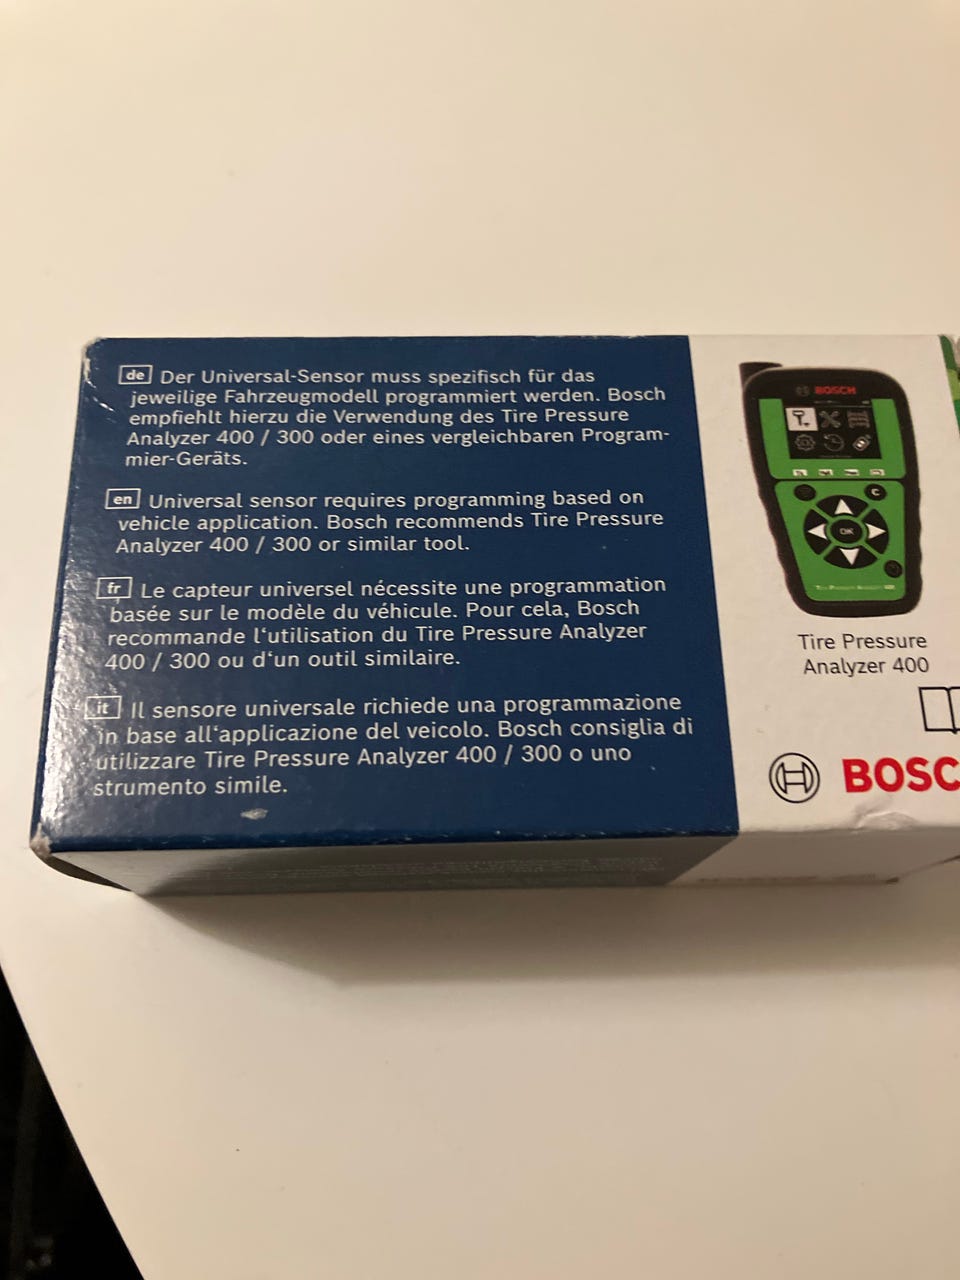 de Der Universal-Sensor muss spezifisch für das
jeweilige Fahrzeugmodell programmiert werden. Bosch
empfiehlt hierzu die Verwendung des Tire Pressure
Analyzer 400 / 300 oder eines vergleichbaren Program-
mier-Geräts.
en Universal sensor requires programming based on
vehicle application. Bosch recommends Tire Pressure
Analyzer 400 / 300 or similar tool.
fr Le capteur universel nécessite une programmation
basée sur le modèle du véhicule. Pour cela, Bosch
recommande l‘utilisation du Tire Pressure Analyzer
400 / 300 ou d‘un outil similaire.
it Il sensore universale richiede una programmazione
in base all‘applicazione del veicolo. Bosch consiglia di
utilizzare Tire Pressure Analyzer 400 / 300 o uno
strumento simile.
BOSCH
C
OK
Tire Pressure Analyzer 400
Tire Pressure
Analyzer 400
BOSC